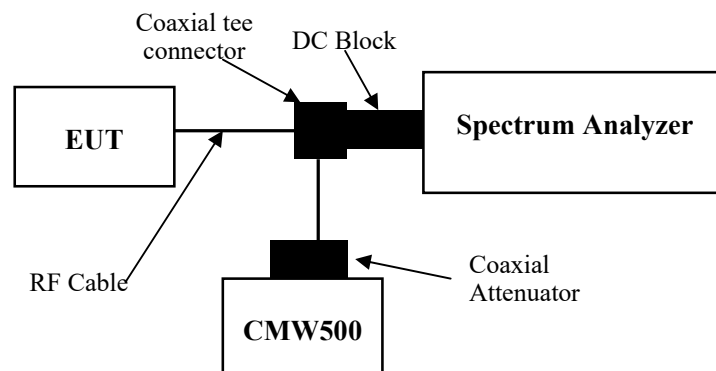 Coaxial tee
connector
DC Block
EUT
Spectrum Analyzer
RF Cable
Coaxial
Attenuator
CMW500